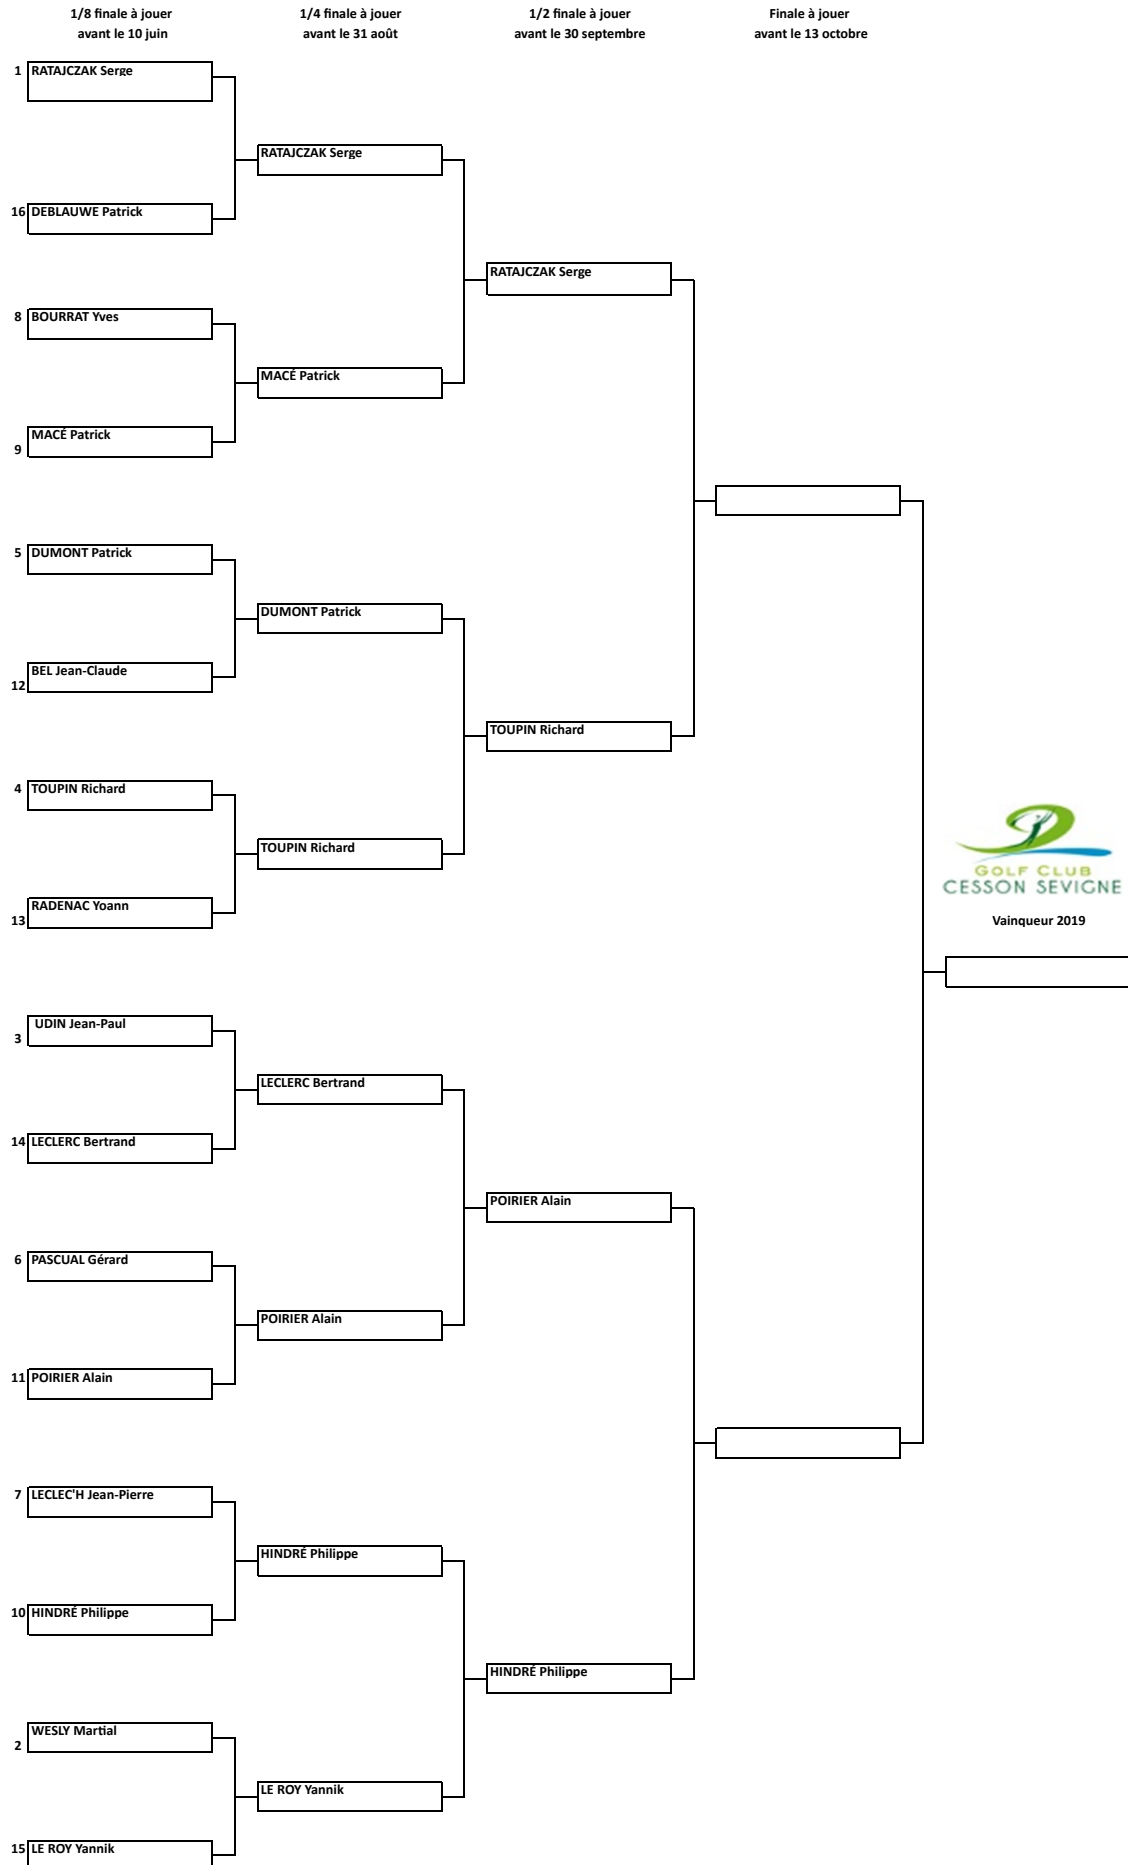 1/8 finale à jouer
avant le 10 juin
1/4 finale à jouer
avant le 31 août
1/2 finale à jouer
avant le 30 septembre
Finale à jouer
avant le 13 octobre
1 RATAJCZAK Serge
RATAJCZAK Serge
16 DEBLAUWE Patrick
RATAJCZAK Serge
8 BOURRAT Yves
MACÉ Patrick
9 MACÉ Patrick
5 DUMONT Patrick
DUMONT Patrick
12 BEL Jean-Claude
TOUPIN Richard
4 TOUPIN Richard
TOUPIN Richard
13 RADENAC Yoann
GOLF CLUB
CESSON SEVIGNE
Vainqueur 2019
3 UDIN Jean-Paul
LECLERC Bertrand
14 LECLERC Bertrand
POIRIER Alain
6 PASCUAL Gérard
POIRIER Alain
11 POIRIER Alain
7 LECLEC'H Jean-Pierre
HINDRÉ Philippe
10 HINDRÉ Philippe
HINDRÉ Philippe
2 WESLY Martial
LE ROY Yannik
15 LE ROY Yannik